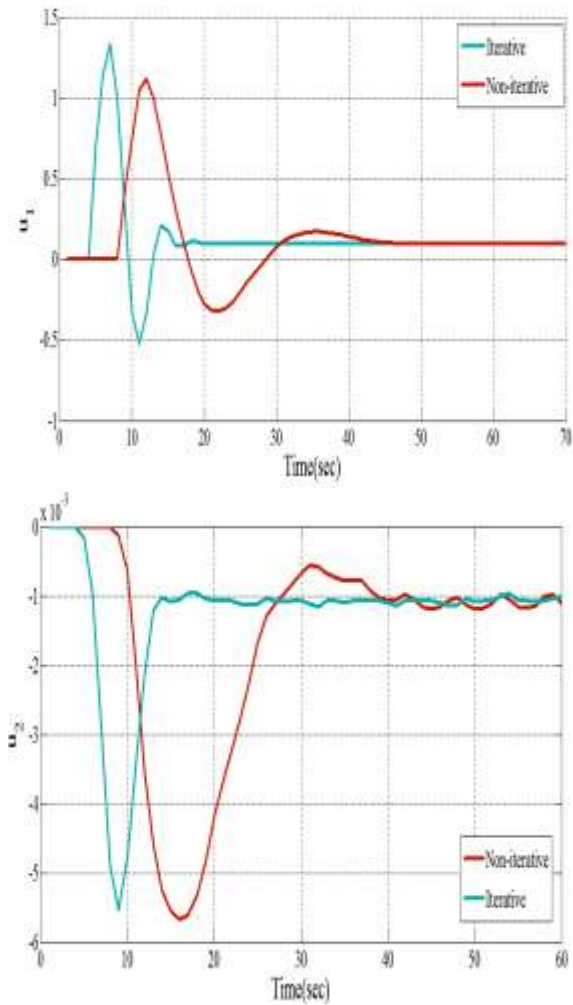 1.5
Iterative
Non-iterative
1
0.5
u1
0
-0.5
-1
0 10 20 30 40 50 60 70
Time(sec)
x 10^-3
0
-1
-2
-3
u2
-4
Non-iterative
-5
Iterative
-6
0 10 20 30 40 50 60
Time(sec)